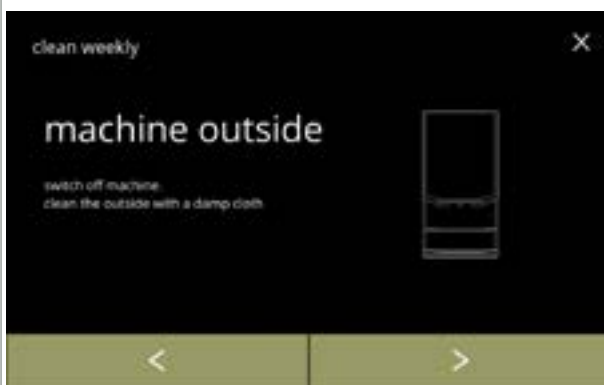 clean weekly
machine outside
switch off machine
clean the outside with a damp cloth